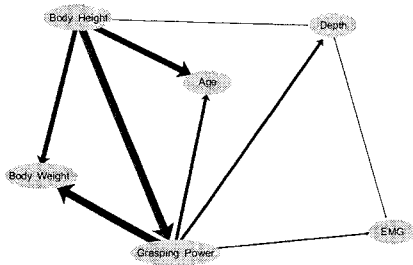 Body Height
Depth
Age
Body Weight
EMG
Grasping Power